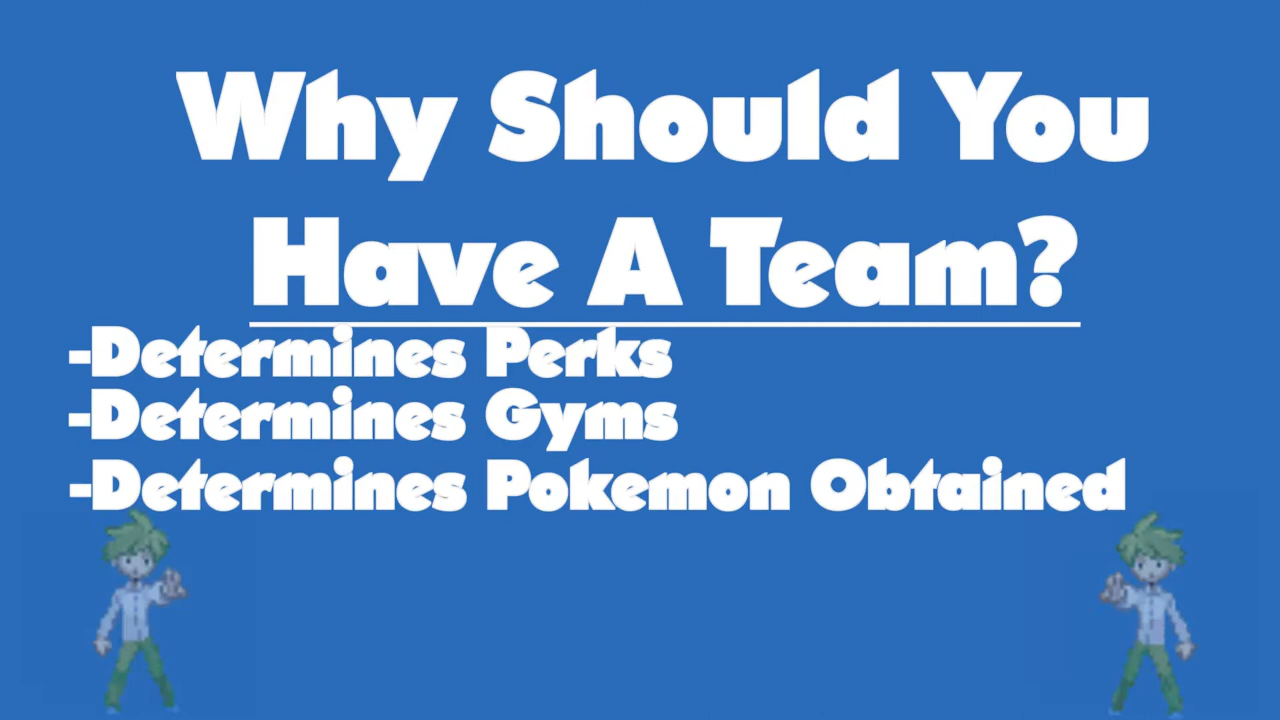 Why Should You
Have A Team?
-Determines Perks
-Determines Gyms
-Determines Pokemon Obtained